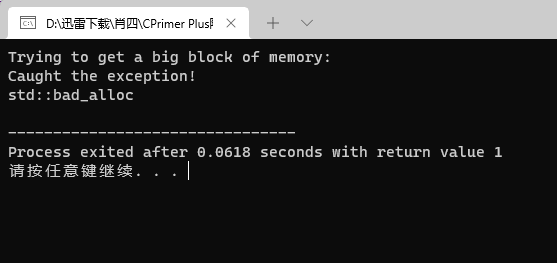 D:\迅雷下载\肖四\CPrimer Plus
Trying to get a big block of memory:
Caught the exception!
std::bad_alloc
--------------------------------
Process exited after 0.0618 seconds with return value 1
请按任意键继续. . .